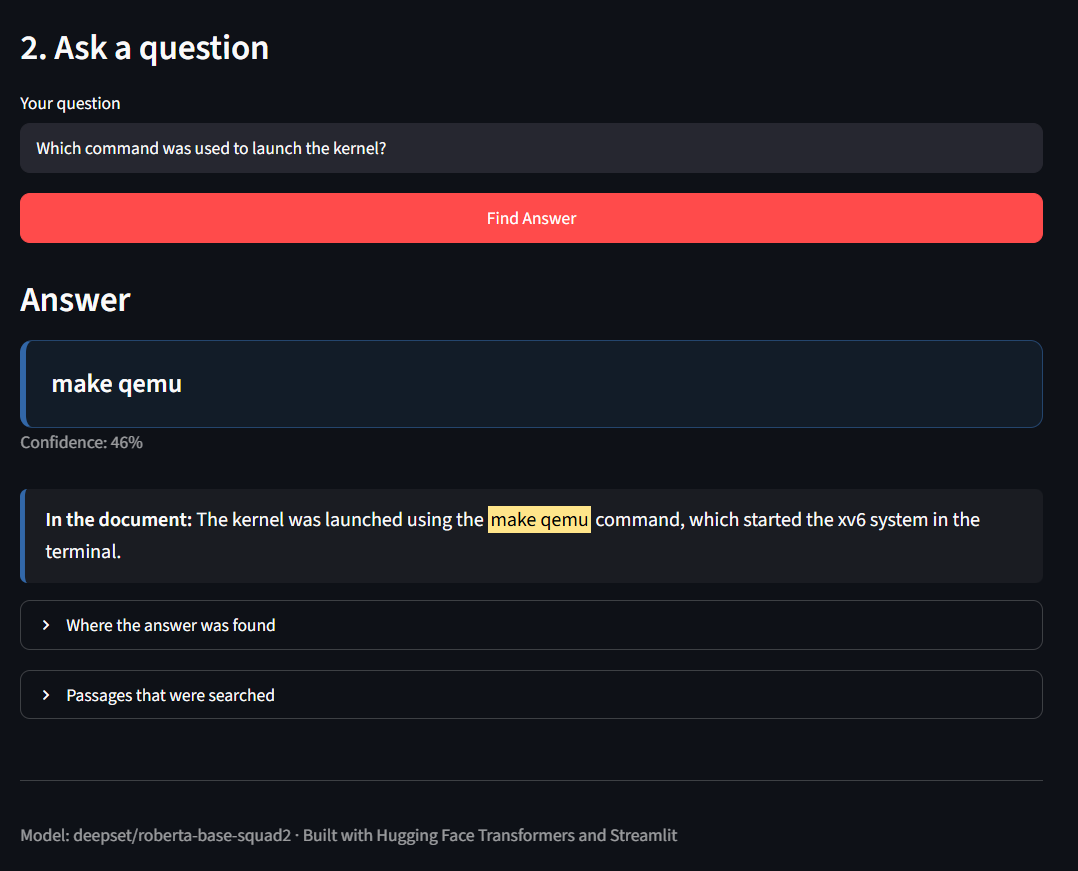 2. Ask a question
Your question
Which command was used to launch the kernel?
Find Answer
Answer
make qemu
Confidence: 46%
In the document: The kernel was launched using the make qemu command, which started the xv6 system in the
terminal.
Where the answer was found
Passages that were searched
Model: deepset/roberta-base-squad2 · Built with Hugging Face Transformers and Streamlit